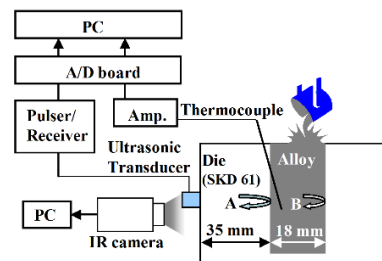 PC
A/D board
Pulser/
Receiver
Amp.
Thermocouple
Ultrasonic
Transducer
Die
(SKD 61)
Alloy
A
B
PC
IR camera
35 mm
18 mm